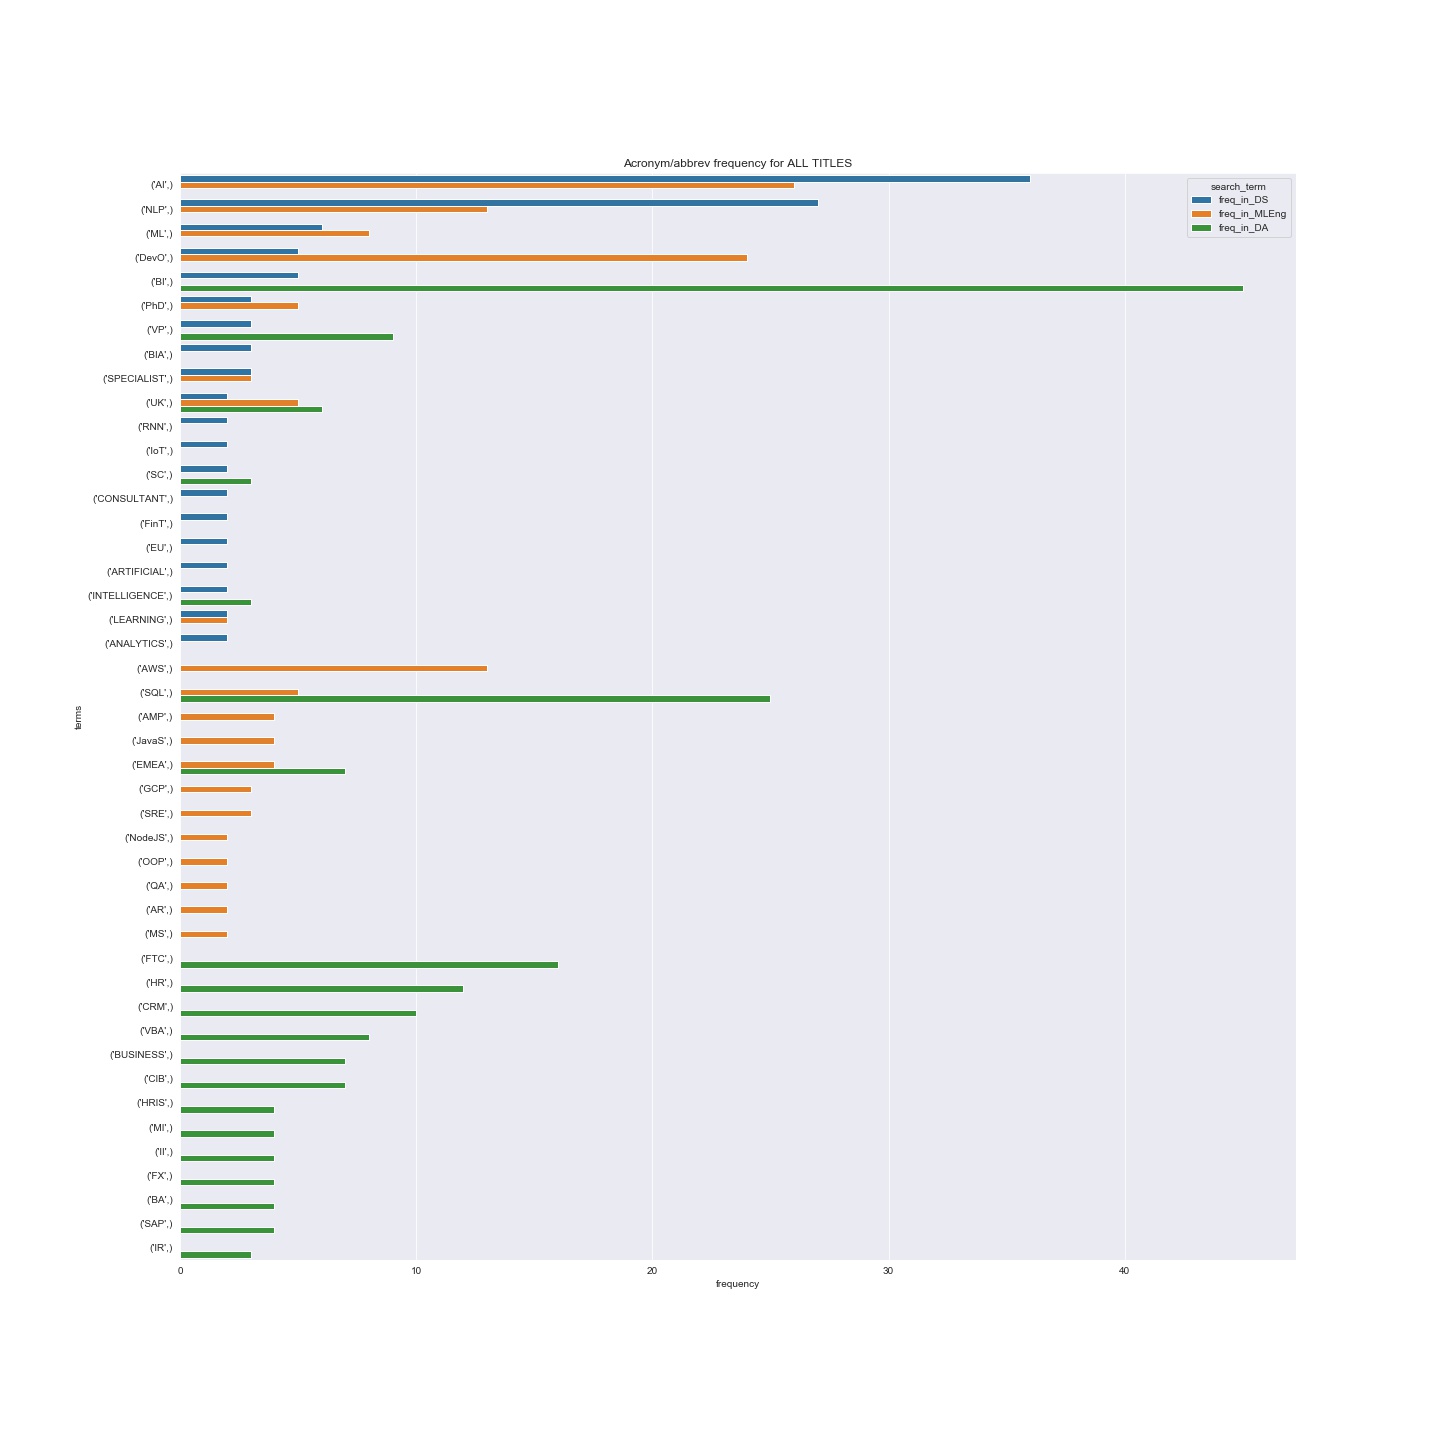 Acronym/abbrev frequency for ALL TITLES
search_term
freq_in_DS
freq_in_MLEng
freq_in_DA
('AI',)
('NLP',)
('ML',)
('DevO',)
('BI',)
('PhD',)
('VP',)
('BIA',)
('SPECIALIST',)
('UK',)
('RNN',)
('IoT',)
('SC',)
('CONSULTANT',)
('FinT',)
('EU',)
('ARTIFICIAL',)
('INTELLIGENCE',)
('LEARNING',)
('ANALYTICS',)
('AWS',)
('SQL',)
('AMP',)
('JavaS',)
('EMEA',)
('GCP',)
('SRE',)
('NodeJS',)
('OOP',)
('QA',)
('AR',)
('MS',)
('FTC',)
('HR',)
('CRM',)
('VBA',)
('BUSINESS',)
('CIB',)
('HRIS',)
('MI',)
('II',)
('FX',)
('BA',)
('SAP',)
('IR',)
terms
0 10 20 30 40
frequency